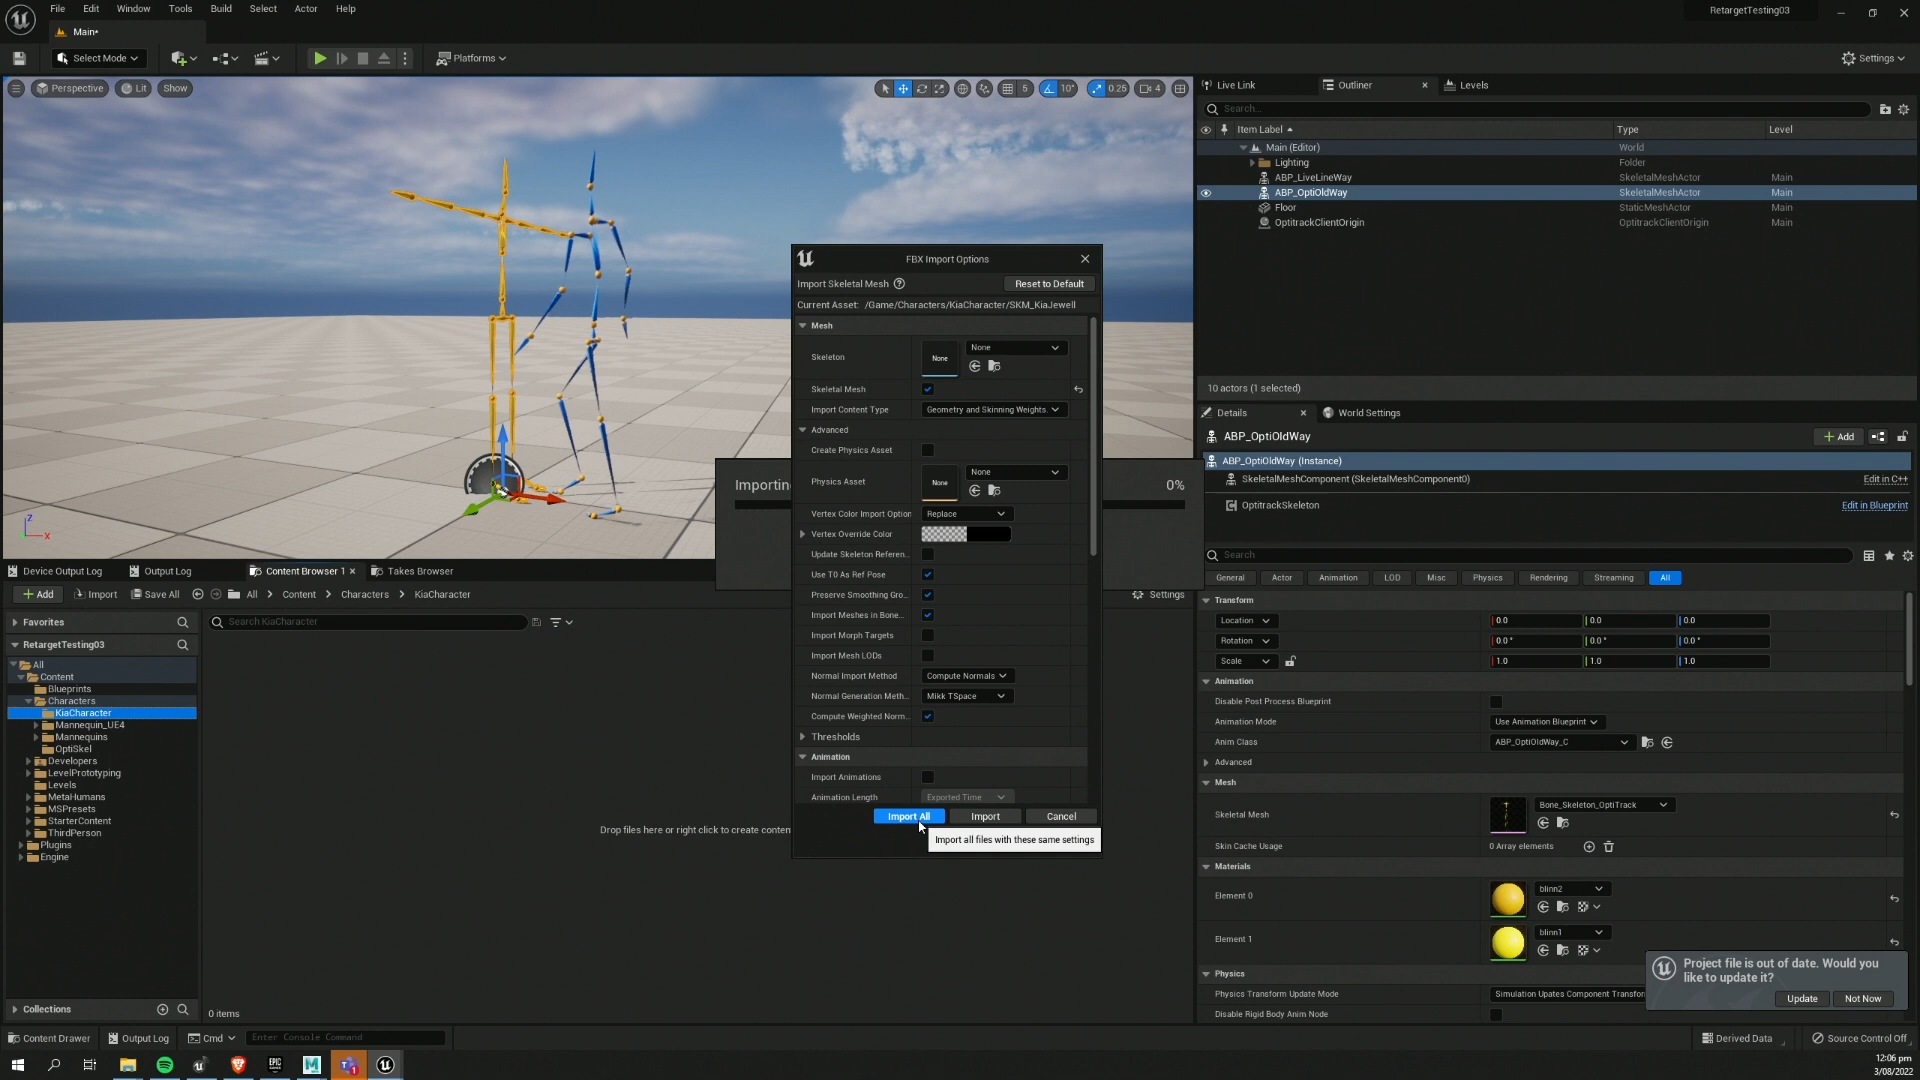 File Edit Window Tools Build Select Actor Help
RetargetTesting03
Main•
Select Mode
Platforms
Settings
Perspective Lit Show
5 10° 0.25 4
Live Link Outliner Levels
Search...
Item Label Type Level
Main (Editor) World
Lighting Folder
ABP_LiveLineWay SkeletalMeshActor Main
ABP_OptiOldWay SkeletalMeshActor Main
Floor StaticMeshActor Main
OptitrackClientOrigin OptitrackClientOrigin Main
10 actors (1 selected)
Details World Settings
ABP_OptiOldWay
Add
ABP_OptiOldWay (Instance)
SkeletalMeshComponent (SkeletalMeshComponent0) Edit in C++
OptitrackSkeleton Edit in Blueprint
Search
General Actor Animation LOD Misc Physics Rendering Streaming All
Transform
Location 0.0 0.0 0.0
Rotation 0.0 ° 0.0 ° 0.0 °
Scale 1.0 1.0 1.0
Animation
Disable Post Process Blueprint
Animation Mode Use Animation Blueprint
Anim Class ABP_OptiOldWay_C
Advanced
Mesh
Skeletal Mesh Bone_Skeleton_OptiTrack
Skin Cache Usage 0 Array elements
Materials
Element 0 blinn2
Element 1 blinn1
Physics
Physics Transform Update Mode Simulation Upates Component Transfor
Disable Rigid Body Anim Node
Project file is out of date. Would you
like to update it?
Update Not Now
FBX Import Options
Import Skeletal Mesh Reset to Default
Current Asset: /Game/Characters/KiaCharacter/SKM_KiaJewell
Mesh
Skeleton None None
Skeletal Mesh
Import Content Type Geometry and Skinning Weights.
Advanced
Create Physics Asset
Physics Asset None None
Vertex Color Import Option Replace
Vertex Override Color
Update Skeleton Referen..
Use T0 As Ref Pose
Preserve Smoothing Gro..
Import Meshes in Bone..
Import Morph Targets
Import Mesh LODs
Normal Import Method Compute Normals
Normal Generation Meth.. Mikk TSpace
Compute Weighted Norm..
Thresholds
Animation
Import Animations
Animation Length Exported Time
Import All Import Cancel
Import all files with these same settings
Importin 0%
Device Output Log Output Log Content Browser 1 Takes Browser
Add Import Save All All Content Characters KiaCharacter Settings
Favorites
Search KiaCharacter
RetargetTesting03
All
Content
Blueprints
Characters
KiaCharacter
Mannequin_UE4
Mannequins
OptiSkel
Developers
LevelPrototyping
Levels
MetaHumans
MSPresets
StarterContent
ThirdPerson
Plugins
Engine
Drop files here or right click to create conten
Collections
0 items
Content Drawer Output Log Cmd Enter Console Command
Derived Data Source Control Off
12:06 pm
3/08/2022